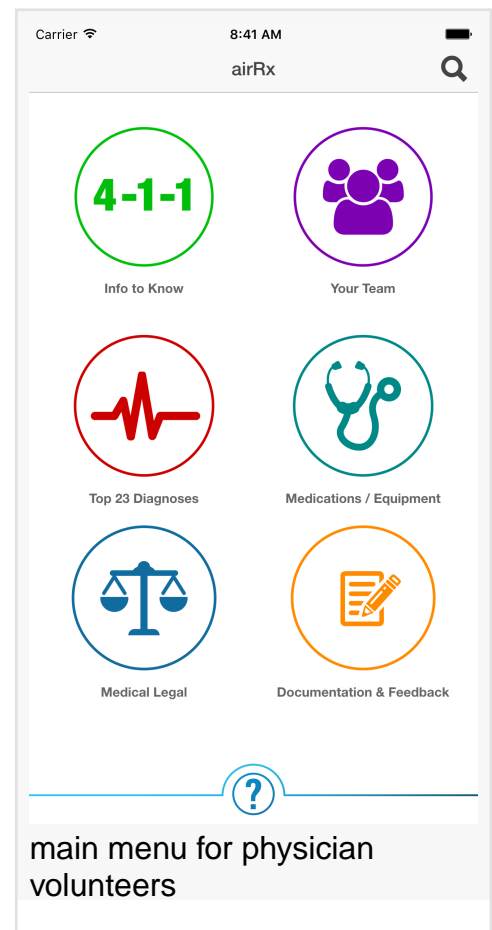 Carrier 8:41 AM
airRx
4-1-1
Info to Know Your Team
Top 23 Diagnoses Medications / Equipment
Medical Legal Documentation & Feedback
?
main menu for physician
volunteers